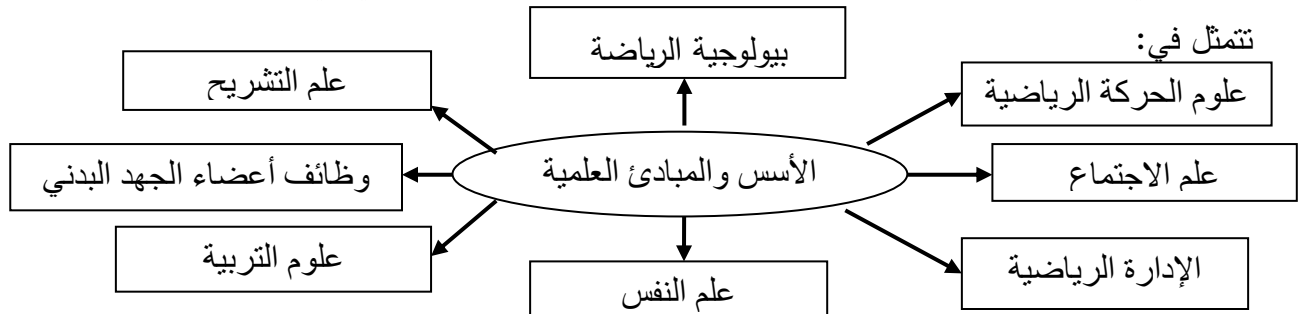 تتمثل في:
بيولوجية الرياضة
علوم الحركة الرياضية
علم التشريح
الأسس والمبادئ العلمية
علم الاجتماع
وظائف أعضاء الجهد البدني
الإدارة الرياضية
علوم التربية
علم النفس